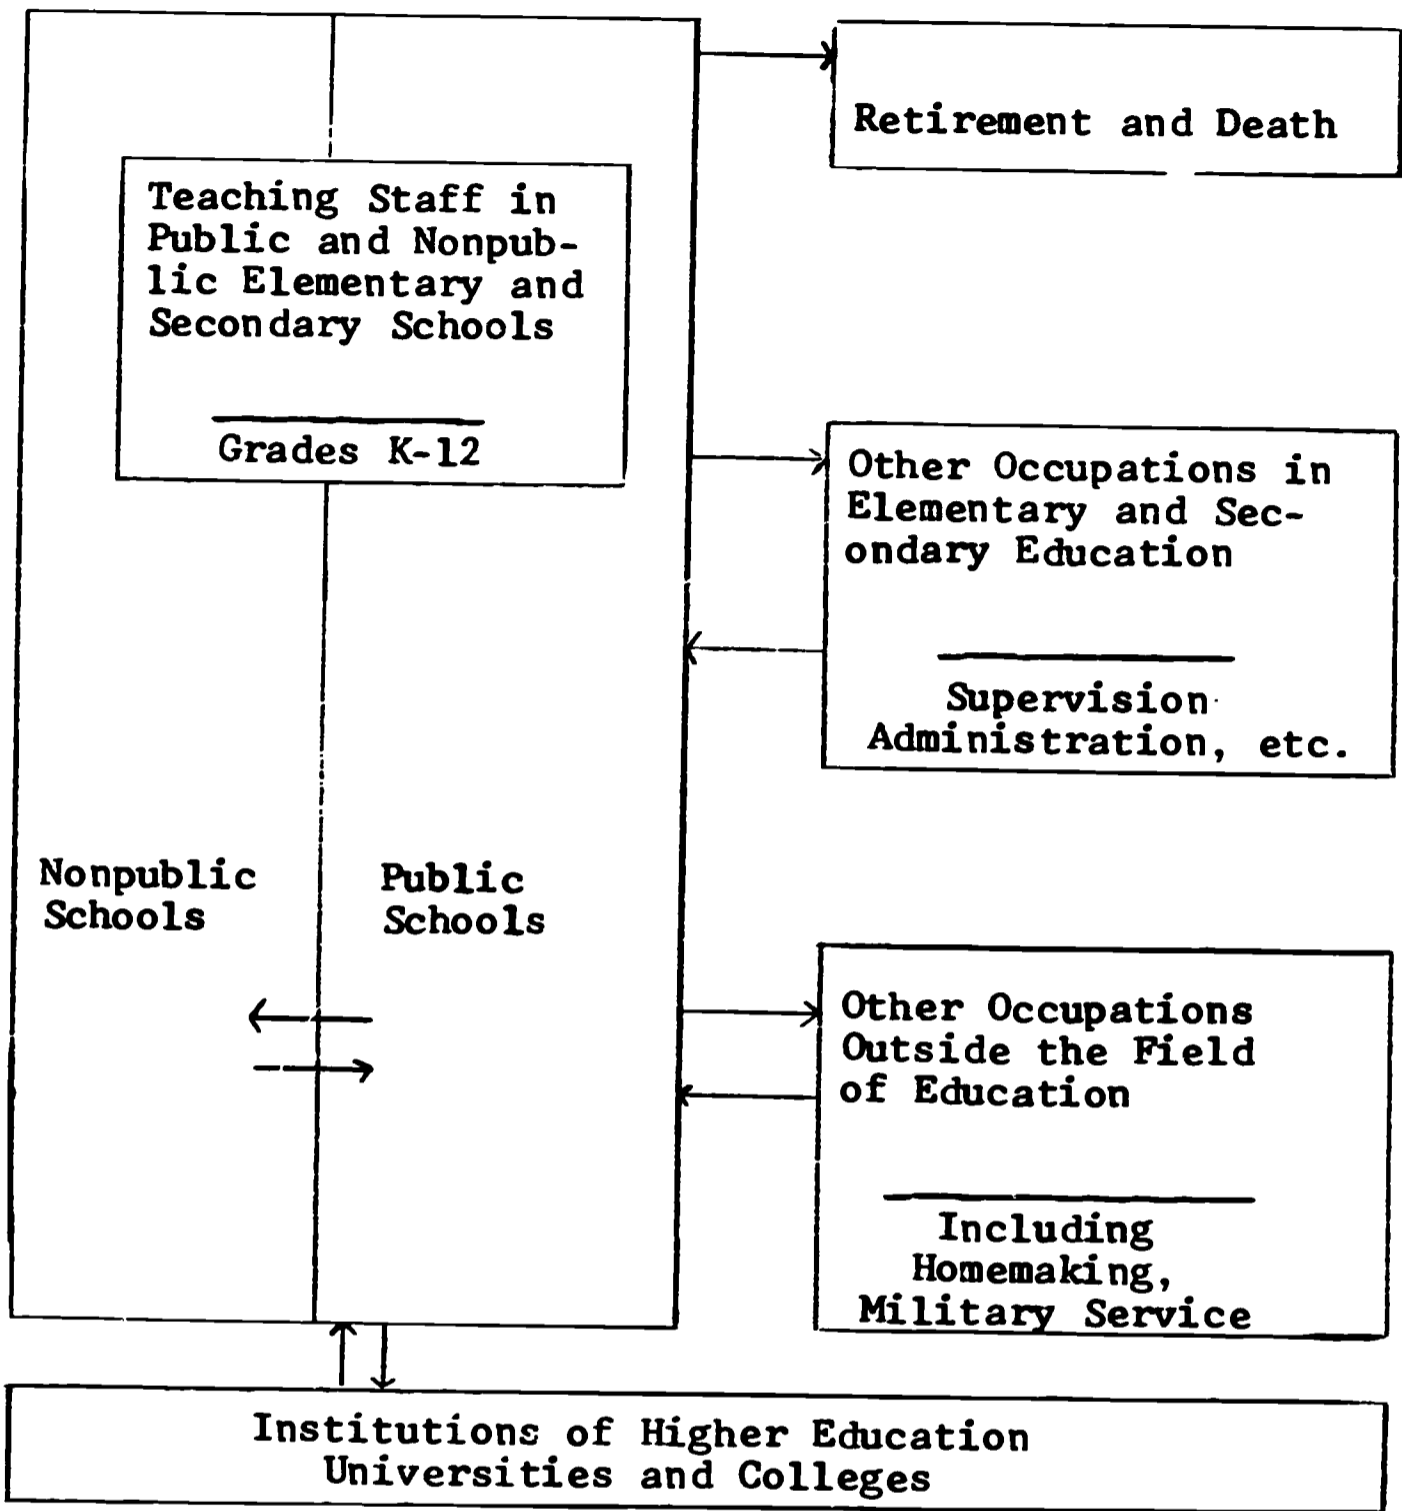 Retirement and Death
Teaching Staff in
Public and Nonpub-
lic Elementary and
Secondary Schools
Grades K-12
Other Occupations in
Elementary and Sec-
ondary Education
Supervision
Administration, etc.
Nonpublic
Schools
Public
Schools
Other Occupations
Outside the Field
of Education
Including
Homemaking,
Military Service
Institutions of Higher Education
Universities and Colleges